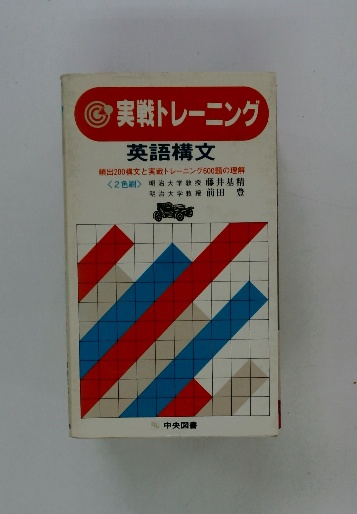 実戦トレーニング
英語構文
頻出200構文と実戦トレーニング600題の理解
〈2色刷〉 明治大学教授 藤井基精
明治大学教授 前田 豊
中央図書